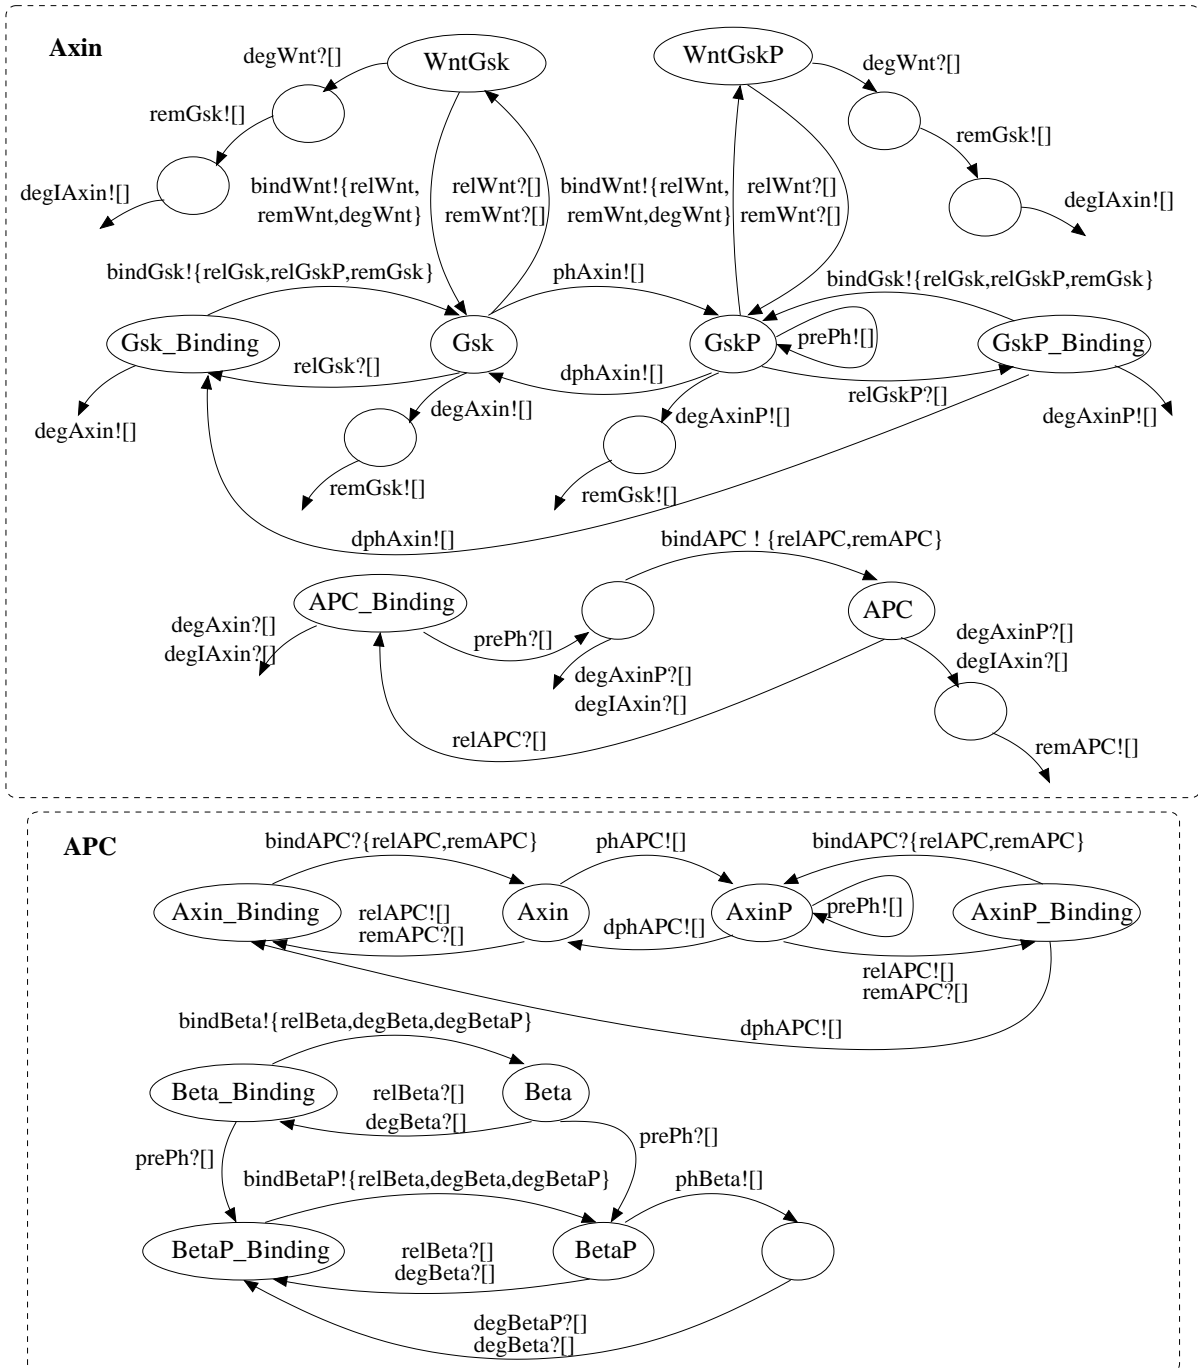 Axin
WntGsk
WntGskP
degWnt?[]
degWnt?[]
remGsk![]
remGsk![]
degIAxin![]
degIAxin![]
bindWnt!{relWnt,
remWnt,degWnt}
relWnt?[]
remWnt?[]
bindWnt!{relWnt,
remWnt,degWnt}
relWnt?[]
remWnt?[]
bindGsk!{relGsk,relGskP,remGsk}
phAxin![]
bindGsk!{relGsk,relGskP,remGsk}
Gsk_Binding
Gsk
GskP
prePh![]
GskP_Binding
relGsk?[]
dphAxin![]
relGskP?[]
degAxin![]
degAxin![]
degAxinP![]
degAxinP![]
remGsk![]
remGsk![]
dphAxin![]
bindAPC ! {relAPC,remAPC}
APC_Binding
APC
degAxin?[]
degIAxin?[]
prePh?[]
degAxinP?[]
degIAxin?[]
degAxinP?[]
degIAxin?[]
relAPC?[]
remAPC![]
APC
bindAPC?{relAPC,remAPC}
phAPC![]
bindAPC?{relAPC,remAPC}
Axin_Binding
relAPC![]
remAPC?[]
Axin
dphAPC![]
AxinP
prePh![]
AxinP_Binding
relAPC![]
remAPC?[]
dphAPC![]
bindBeta!{relBeta,degBeta,degBetaP}
Beta_Binding
relBeta?[]
degBeta?[]
Beta
prePh?[]
prePh?[]
bindBetaP!{relBeta,degBeta,degBetaP}
phBeta![]
BetaP_Binding
relBeta?[]
degBeta?[]
BetaP
degBetaP?[]
degBeta?[]